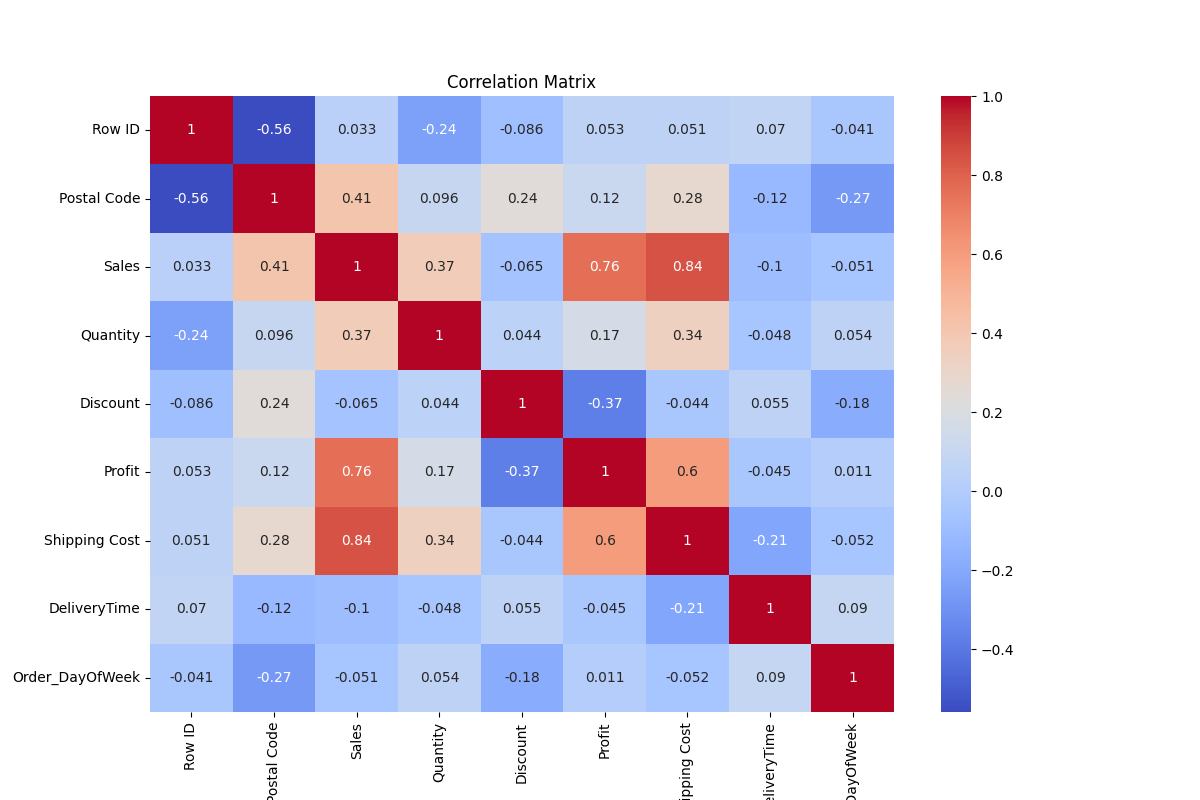 Correlation Matrix
Row ID 1 -0.56 0.033 -0.24 -0.086 0.053 0.051 0.07 -0.041
Postal Code -0.56 1 0.41 0.096 0.24 0.12 0.28 -0.12 -0.27
Sales 0.033 0.41 1 0.37 -0.065 0.76 0.84 -0.1 -0.051
Quantity -0.24 0.096 0.37 1 0.044 0.17 0.34 -0.048 0.054
Discount -0.086 0.24 -0.065 0.044 1 -0.37 -0.044 0.055 -0.18
Profit 0.053 0.12 0.76 0.17 -0.37 1 0.6 -0.045 0.011
Shipping Cost 0.051 0.28 0.84 0.34 -0.044 0.6 1 -0.21 -0.052
DeliveryTime 0.07 -0.12 -0.1 -0.048 0.055 -0.045 -0.21 1 0.09
Order_DayOfWeek -0.041 -0.27 -0.051 0.054 -0.18 0.011 -0.052 0.09 1
Row ID
Postal Code
Sales
Quantity
Discount
Profit
ipping Cost
eliveryTime
DayOfWeek
1.0
0.8
0.6
0.4
0.2
0.0
−0.2
−0.4